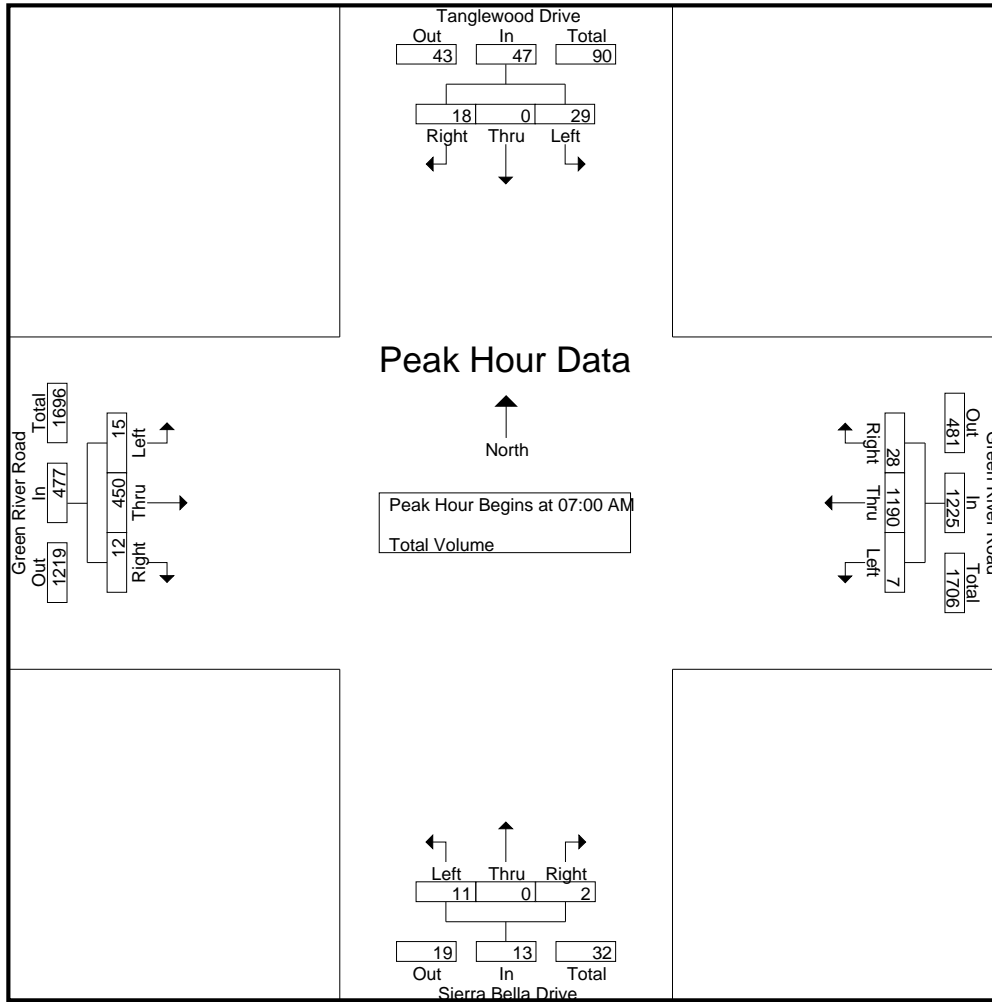 Tanglewood Drive
Out In Total
43 47 90
18 0 29
Right Thru Left
Peak Hour Data
North
Peak Hour Begins at 07:00 AM
Total Volume
Green River Road
Out In Total
1219 477 1696
15 450 12
Left Thru Right
Green River Road
Out In Total
481 1225 1706
28 1190 7
Right Thru Left
Left Thru Right
11 0 2
19 13 32
Out In Total
Sierra Bella Drive